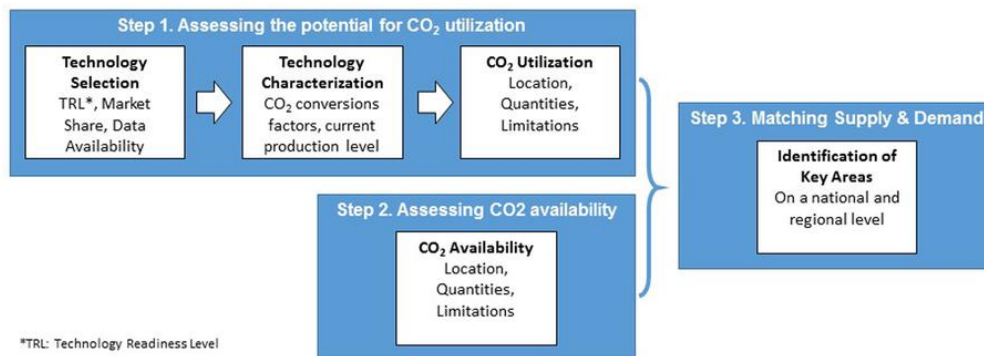 Step 1. Assessing the potential for CO₂ utilization
Technology
Selection
TRL*, Market
Share, Data
Availability
Technology
Characterization
CO₂ conversions
factors, current
production level
CO₂ Utilization
Location,
Quantities,
Limitations
Step 2. Assessing CO2 availability
CO₂ Availability
Location,
Quantities,
Limitations
Step 3. Matching Supply & Demand
Identification of
Key Areas
On a national and
regional level
*TRL: Technology Readiness Level